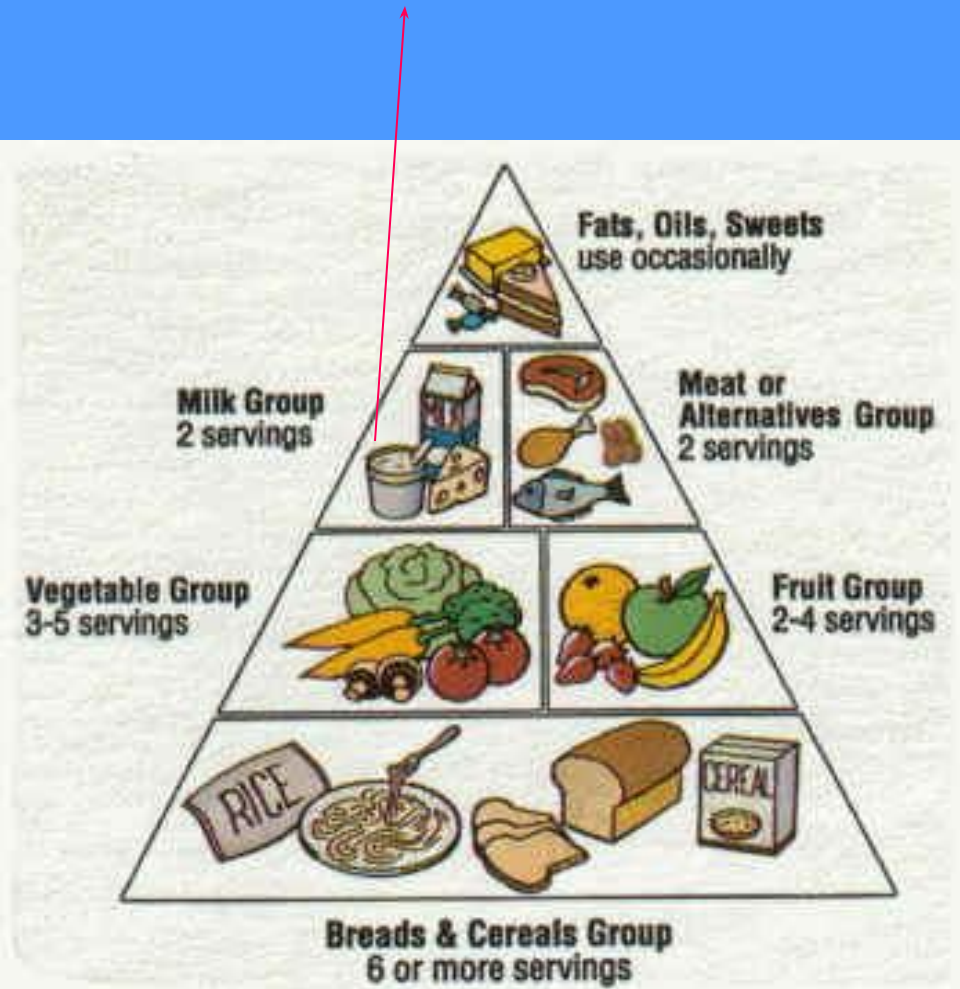 Fats, Oils, Sweets
use occasionally
Milk Group
2 servings
Meat or
Alternatives Group
2 servings
Vegetable Group
3-5 servings
Fruit Group
2-4 servings
RICE
CEREAL
Breads & Cereals Group
6 or more servings